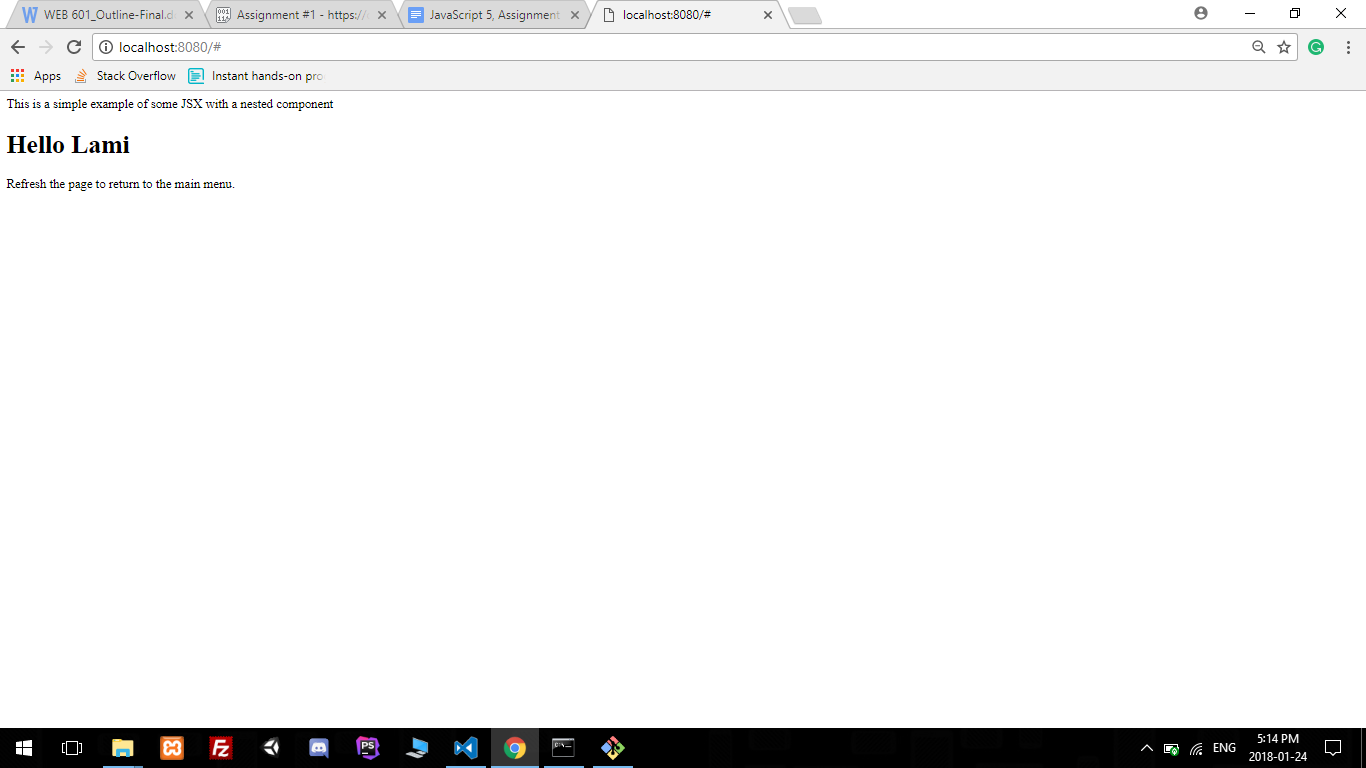 WEB 601_Outline-Final.d
Assignment #1 - https://
JavaScript 5, Assignment
localhost:8080/#
localhost:8080/#
Apps
Stack Overflow
Instant hands-on pro
This is a simple example of some JSX with a nested component
Hello Lami
Refresh the page to return to the main menu.
ENG
5:14 PM
2018-01-24